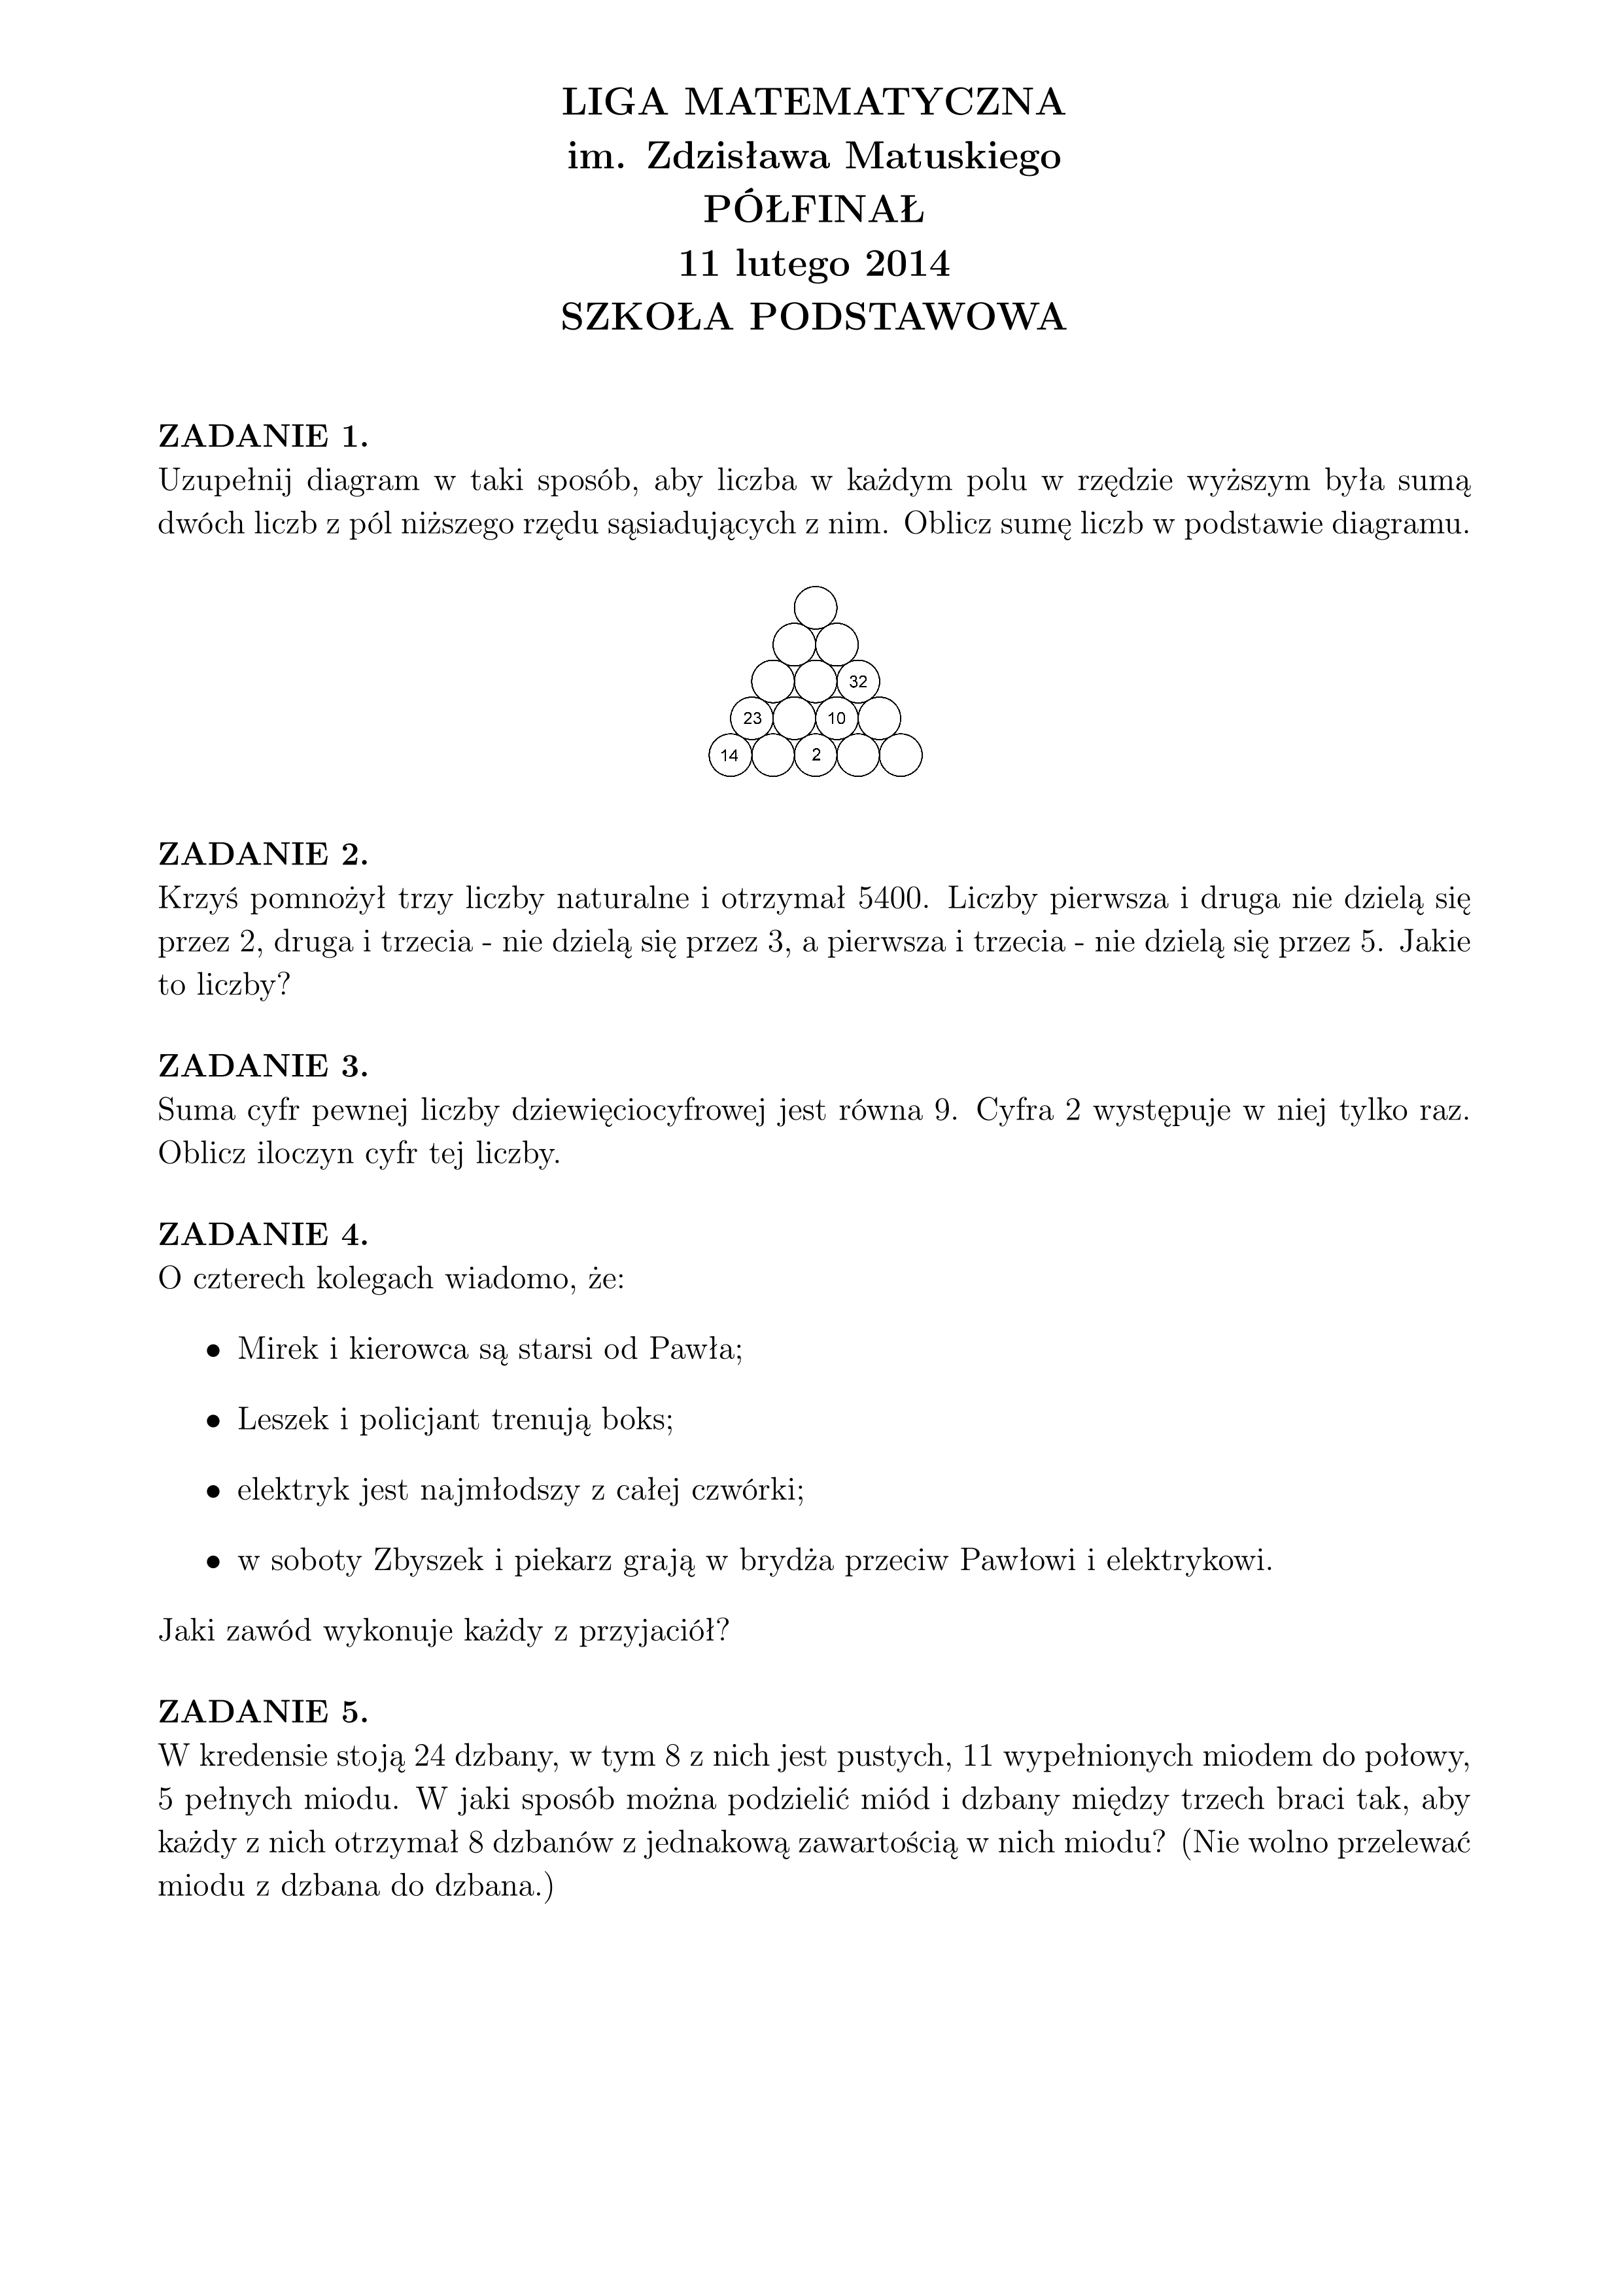 LIGA MATEMATYCZNA
im. Zdzisława Matuskiego
PÓŁFINAŁ
11 lutego 2014
SZKOŁA PODSTAWOWA
ZADANIE 1.
Uzupełnij diagram w taki sposób, aby liczba w każdym polu w rzędzie wyższym była sumą
dwóch liczb z pól niższego rzędu sąsiadujących z nim. Oblicz sumę liczb w podstawie diagramu.
32
23 10
14 2
ZADANIE 2.
Krzyś pomnożył trzy liczby naturalne i otrzymał 5400. Liczby pierwsza i druga nie dzielą się
przez 2, druga i trzecia - nie dzielą się przez 3, a pierwsza i trzecia - nie dzielą się przez 5. Jakie
to liczby?
ZADANIE 3.
Suma cyfr pewnej liczby dziewięciocyfrowej jest równa 9. Cyfra 2 występuje w niej tylko raz.
Oblicz iloczyn cyfr tej liczby.
ZADANIE 4.
O czterech kolegach wiadomo, że:
• Mirek i kierowca są starsi od Pawła;
• Leszek i policjant trenują boks;
• elektryk jest najmłodszy z całej czwórki;
• w soboty Zbyszek i piekarz grają w brydża przeciw Pawłowi i elektrykowi.
Jaki zawód wykonuje każdy z przyjaciół?
ZADANIE 5.
W kredensie stoją 24 dzbany, w tym 8 z nich jest pustych, 11 wypełnionych miodem do połowy,
5 pełnych miodu. W jaki sposób można podzielić miód i dzbany między trzech braci tak, aby
każdy z nich otrzymał 8 dzbanów z jednakową zawartością w nich miodu? (Nie wolno przelewać
miodu z dzbana do dzbana.)